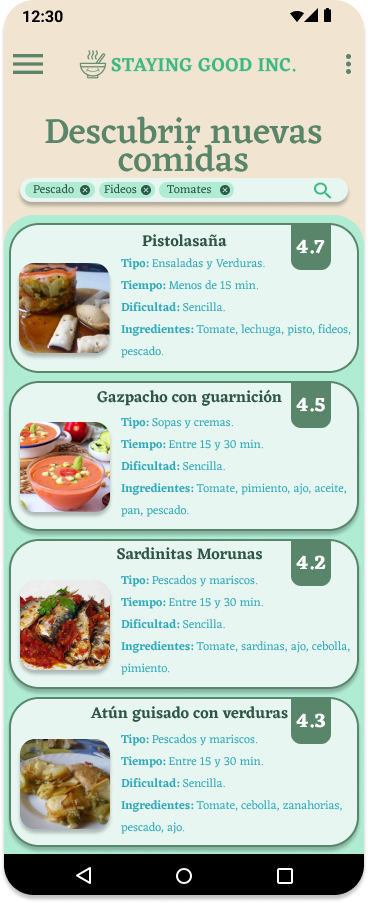 12:30
STAYING GOOD INC.
Descubrir nuevas
comidas
Pescado Fideos Tomates
Pistolasaña
4.7
Tipo: Ensaladas y Verduras.
Tiempo: Menos de 15 min.
Dificultad: Sencilla.
Ingredientes: Tomate, lechuga, pisto, fideos,
pescado.
Gazpacho con guarnición
4.5
Tipo: Sopas y cremas.
Tiempo: Entre 15 y 30 min.
Dificultad: Sencilla.
Ingredientes: Tomate, pimiento, ajo, aceite,
pan, pescado.
Sardinitas Morunas
4.2
Tipo: Pescados y mariscos.
Tiempo: Entre 15 y 30 min.
Dificultad: Sencilla.
Ingredientes: Tomate, sardinas, ajo, cebolla,
pimiento.
Atún guisado con verduras
4.3
Tipo: Pescados y mariscos.
Tiempo: Entre 15 y 30 min.
Dificultad: Sencilla.
Ingredientes: Tomate, cebolla, zanahorias,
pescado, ajo.